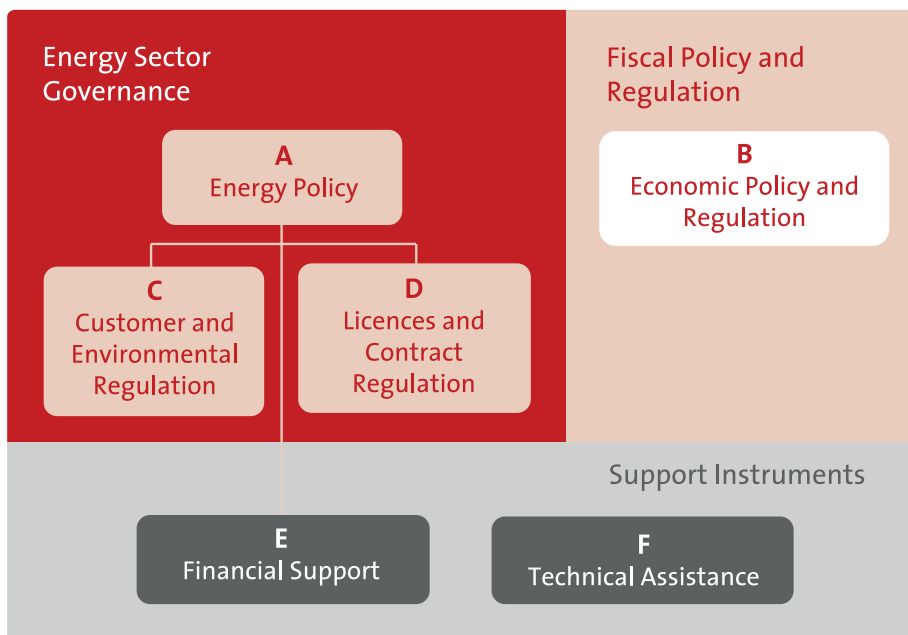 Energy Sector
Governance
Fiscal Policy and
Regulation
A
Energy Policy
B
Economic Policy and
Regulation
C
Customer and
Environmental
Regulation
D
Licences and
Contract
Regulation
Support Instruments
E
Financial Support
F
Technical Assistance